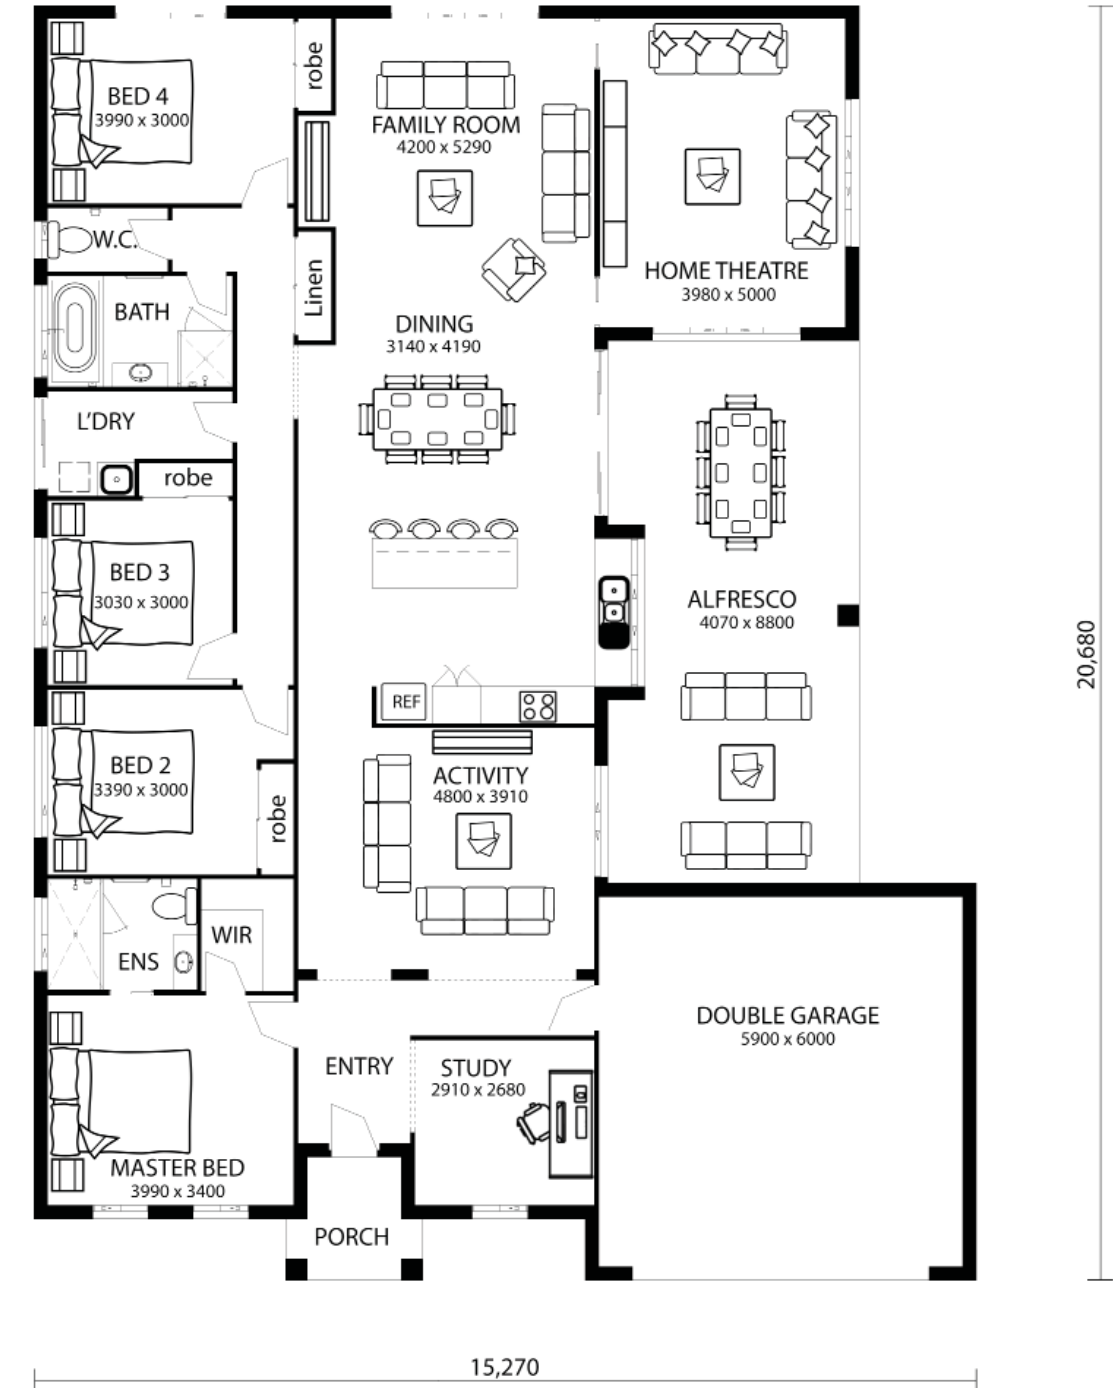 BED 4
3990 x 3000
robe
FAMILY ROOM
4200 x 5290
W.C.
Linen
HOME THEATRE
3980 x 5000
BATH
DINING
3140 x 4190
L'DRY
robe
BED 3
3030 x 3000
ALFRESCO
4070 x 8800
20,680
REF
BED 2
3390 x 3000
robe
ACTIVITY
4800 x 3910
WIR
ENS
DOUBLE GARAGE
5900 x 6000
ENTRY
STUDY
2910 x 2680
MASTER BED
3990 x 3400
PORCH
15,270